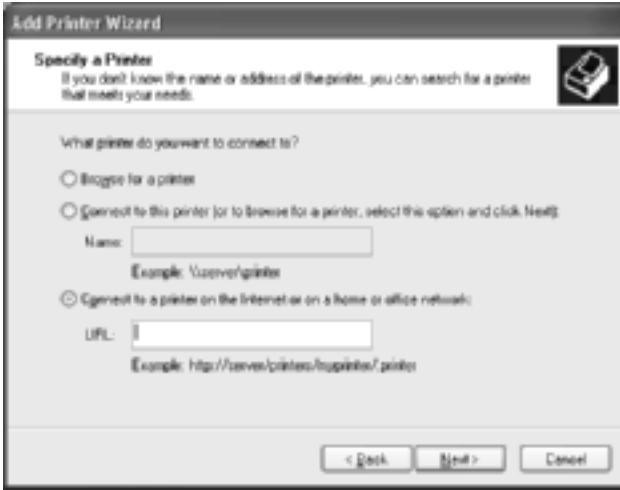 Add Printer Wizard
Specify a Printer
If you don't know the name or address of the printer, you can search for a printer
that meets your needs.
What printer do you want to connect to?
Browse for a printer
Connect to this printer (or to browse for a printer, select this option and click Next):
Name:
Example: \\server\printer
Connect to a printer on the Internet or on a home or office network:
URL:
Example: http://server/printers/myprinter/.printer
< Back
Next >
Cancel